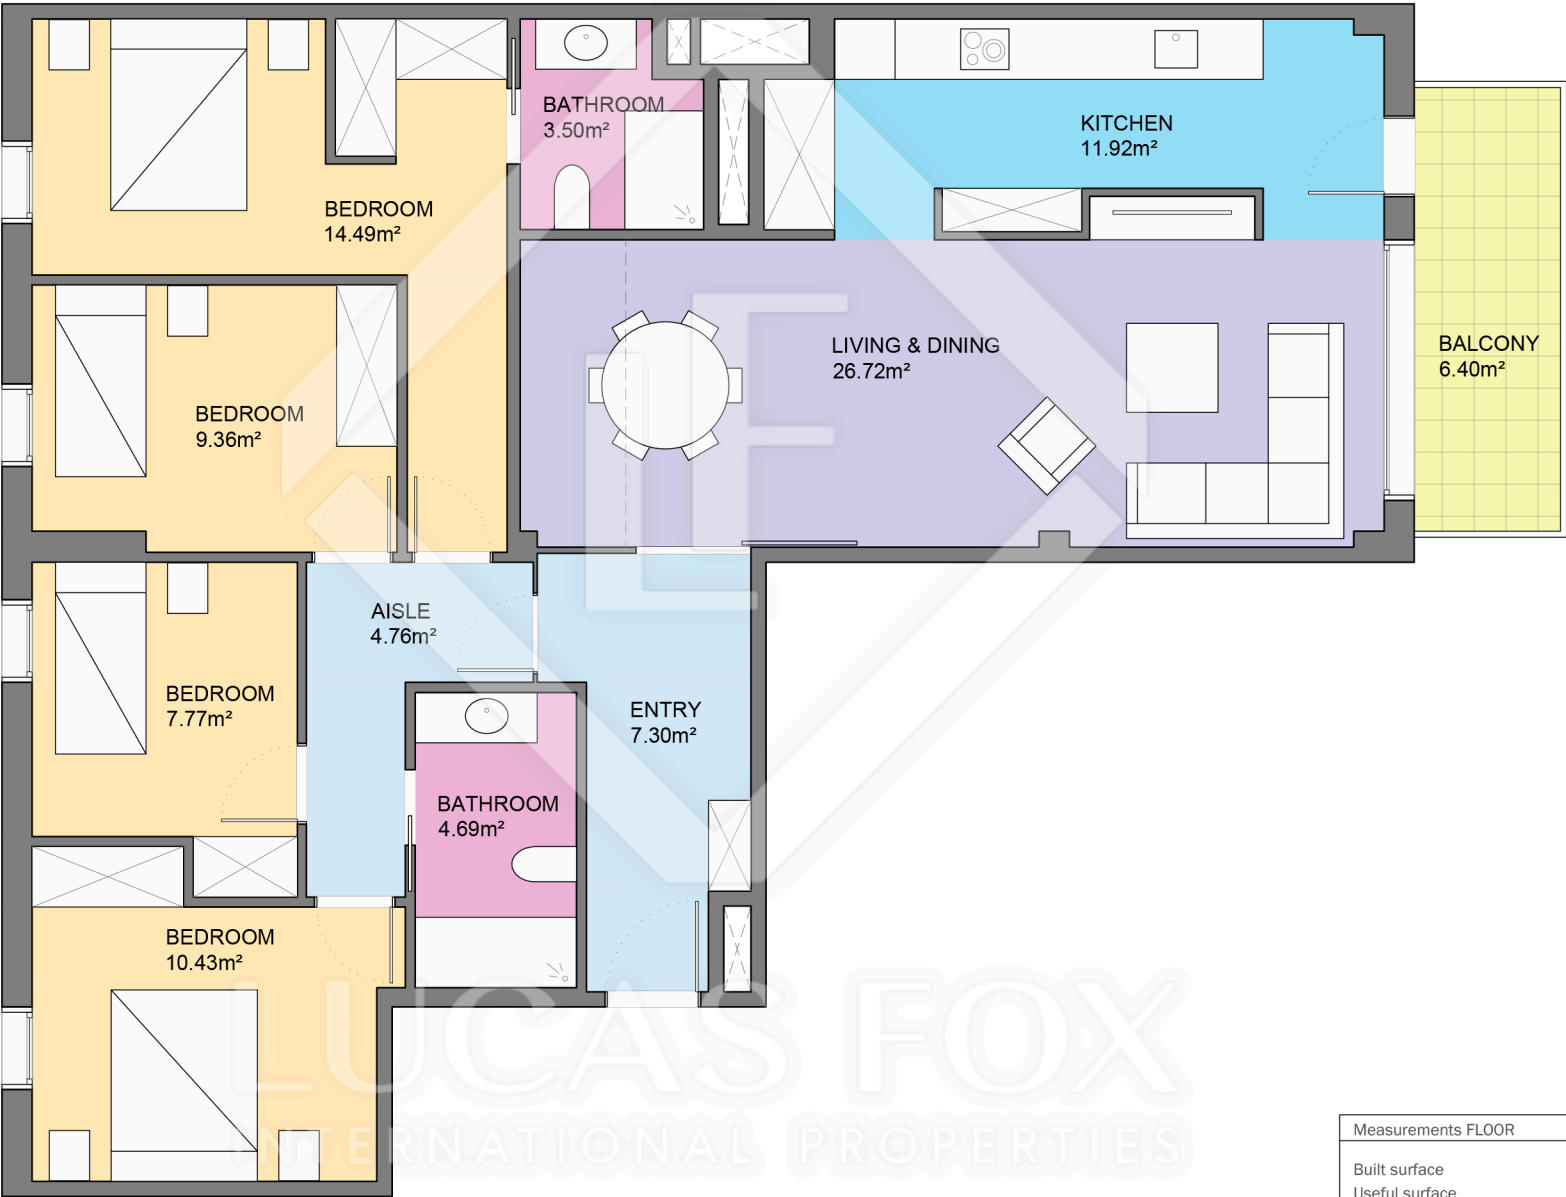 BATHROOM
3.50m²
KITCHEN
11.92m²
BEDROOM
14.49m²
LIVING & DINING
26.72m²
BALCONY
6.40m²
BEDROOM
9.36m²
AISLE
4.76m²
BEDROOM
7.77m²
ENTRY
7.30m²
BATHROOM
4.69m²
BEDROOM
10.43m²
LUCAS FOX
INTERNATIONAL PROPERTIES
Measurements FLOOR
Built surface
Useful surface